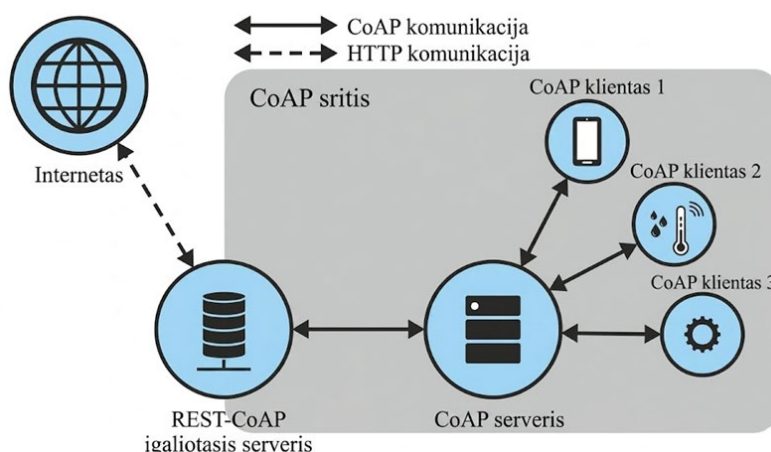 CoAP komunikacija
HTTP komunikacija
CoAP sritis
CoAP klientas 1
Internetas
CoAP klientas 2
CoAP klientas 3
REST-CoAP
įgaliotasis serveris
CoAP serveris